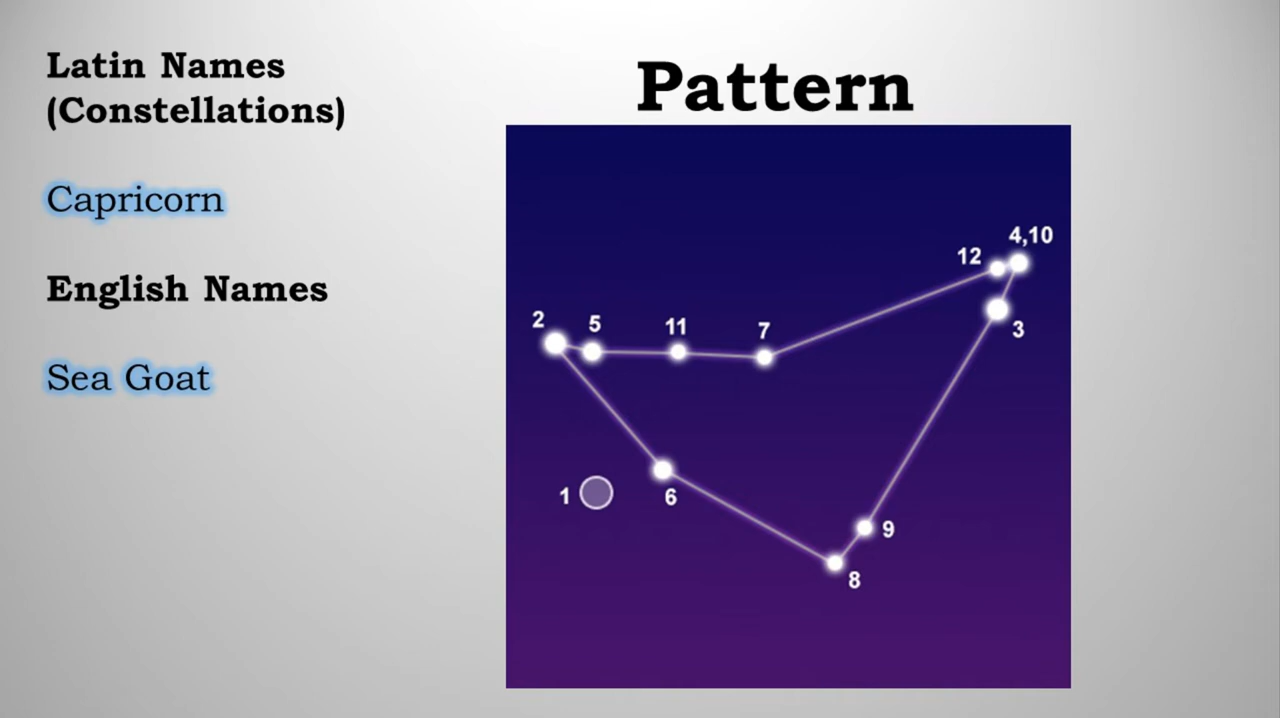 Latin Names
(Constellations)
Capricorn
English Names
Sea Goat
Pattern
4,10
12
2
5
11
7
3
1
6
9
8